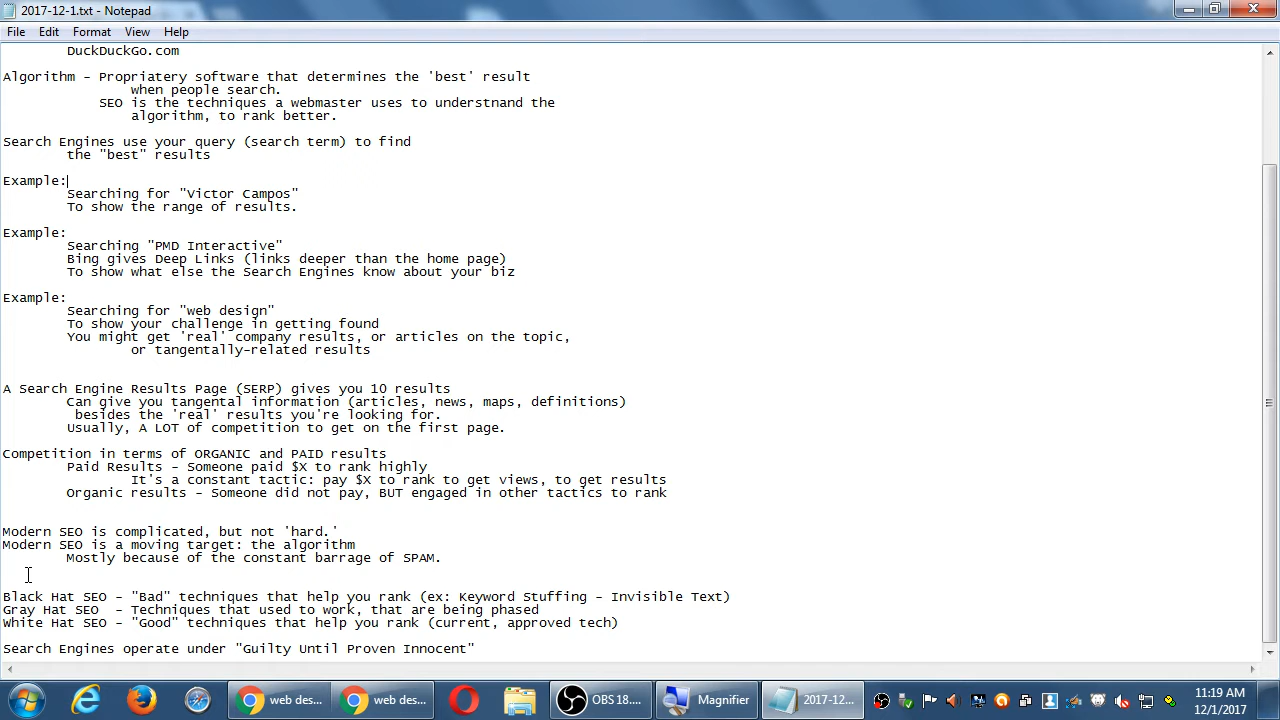 2017-12-1.txt - Notepad
File Edit Format View Help
DuckDuckGo.com
Algorithm - Propriatery software that determines the 'best' result
when people search.
SEO is the techniques a webmaster uses to understnand the
algorithm, to rank better.
Search Engines use your query (search term) to find
the "best" results
Example:
Searching for "Victor Campos"
To show the range of results.
Example:
Searching "PMD Interactive"
Bing gives Deep Links (links deeper than the home page)
To show what else the Search Engines know about your biz
Example:
Searching for "web design"
To show your challenge in getting found
You might get 'real' company results, or articles on the topic,
or tangentally-related results
A Search Engine Results Page (SERP) gives you 10 results
Can give you tangental information (articles, news, maps, definitions)
besides the 'real' results you're looking for.
Usually, A LOT of competition to get on the first page.
Competition in terms of ORGANIC and PAID results
Paid Results - Someone paid $X to rank highly
It's a constant tactic: pay $X to rank to get views, to get results
Organic results - Someone did not pay, BUT engaged in other tactics to rank
Modern SEO is complicated, but not 'hard.'
Modern SEO is a moving target: the algorithm
Mostly because of the constant barrage of SPAM.
Black Hat SEO - "Bad" techniques that help you rank (ex: Keyword Stuffing - Invisible Text)
Gray Hat SEO - Techniques that used to work, that are being phased
White Hat SEO - "Good" techniques that help you rank (current, approved tech)
Search Engines operate under "Guilty Until Proven Innocent"
web des... web des... OBS 18.... Magnifier 2017-12... 11:19 AM
12/1/2017